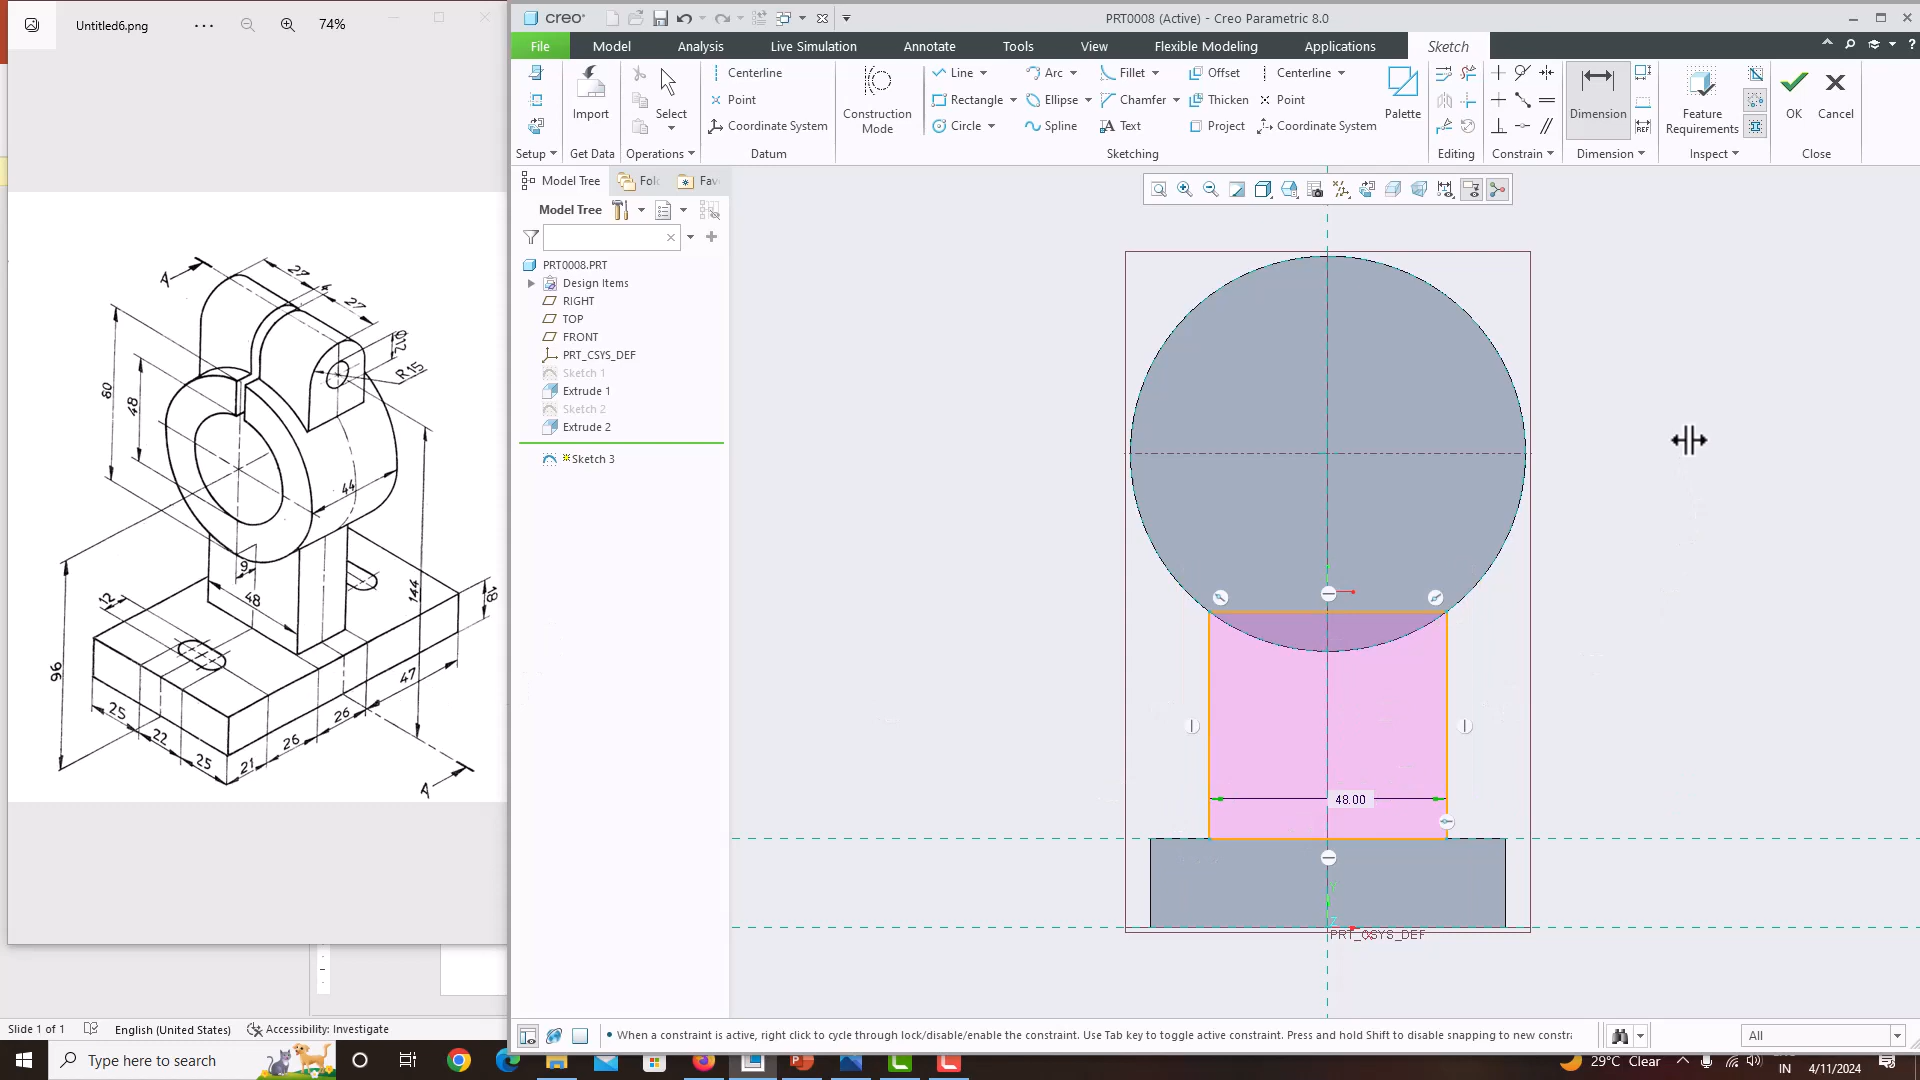 Untitled6.png
74%
creo
PRT0008 (Active) - Creo Parametric 8.0
File
Model
Analysis
Live Simulation
Annotate
Tools
View
Flexible Modeling
Applications
Sketch
Import
Select
Centerline
Point
Coordinate System
Construction
Mode
Line
Arc
Fillet
Offset
Centerline
Rectangle
Ellipse
Chamfer
Thicken
Point
Circle
Spline
Text
Project
Coordinate System
Palette
Dimension
Feature
Requirements
OK
Cancel
Setup
Get Data
Operations
Datum
Sketching
Editing
Constrain
Dimension
Inspect
Close
Model Tree
Fol
Fav
Model Tree
PRT0008.PRT
Design Items
RIGHT
TOP
FRONT
PRT_CSYS_DEF
Sketch 1
Extrude 1
Sketch 2
Extrude 2
Sketch 3
A
27
4
27
R15
80
48
44
9
48
144
18
12
96
47
26
25
22
25
21
26
A
48.00
PRT_CSYS_DEF
Slide 1 of 1
English (United States)
Accessibility: Investigate
When a constraint is active, right click to cycle through lock/disable/enable the constraint. Use Tab key to toggle active constraint. Press and hold Shift to disable snapping to new constr
All
Type here to search
29°C Clear
IN
4/11/2024